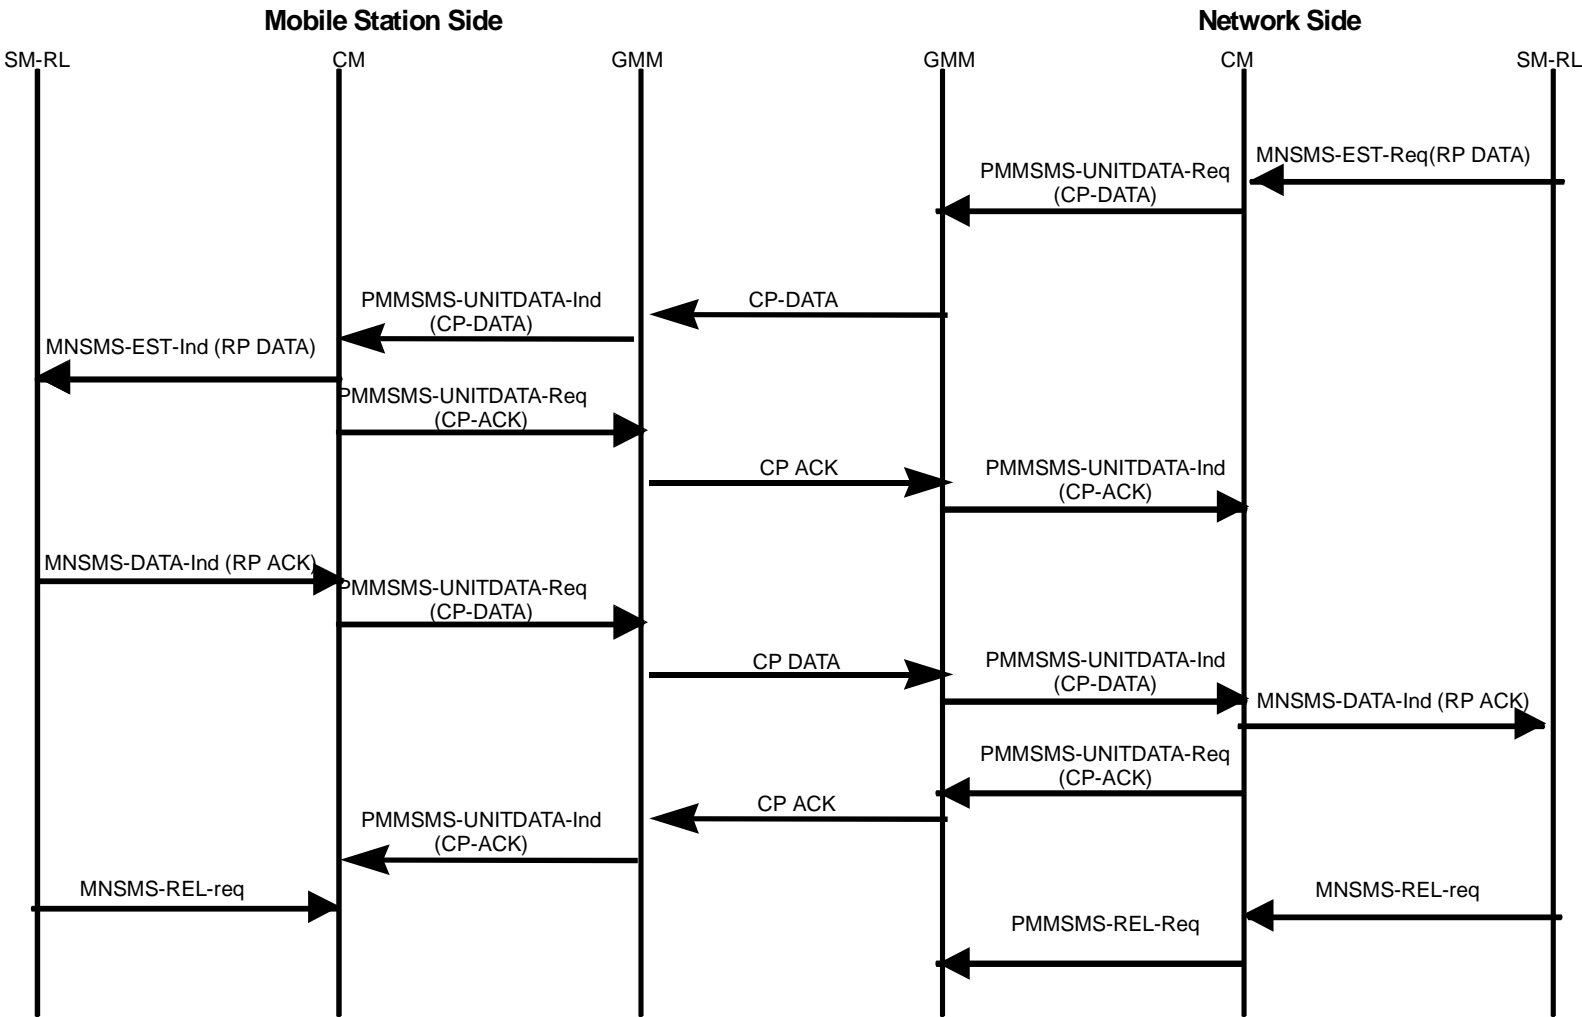 Mobile Station Side
Network Side
SM-RL
CM
GMM
GMM
CM
SM-RL
MNSMS-EST-Req(RP DATA)
PMMSMS-UNITDATA-Req
(CP-DATA)
CP-DATA
PMMSMS-UNITDATA-Ind
(CP-DATA)
MNSMS-EST-Ind (RP DATA)
PMMSMS-UNITDATA-Req
(CP-ACK)
CP ACK
PMMSMS-UNITDATA-Ind
(CP-ACK)
MNSMS-DATA-Ind (RP ACK)
PMMSMS-UNITDATA-Req
(CP-DATA)
CP DATA
PMMSMS-UNITDATA-Ind
(CP-DATA)
MNSMS-DATA-Ind (RP ACK)
PMMSMS-UNITDATA-Req
(CP-ACK)
CP ACK
PMMSMS-UNITDATA-Ind
(CP-ACK)
MNSMS-REL-req
MNSMS-REL-req
PMMSMS-REL-Req